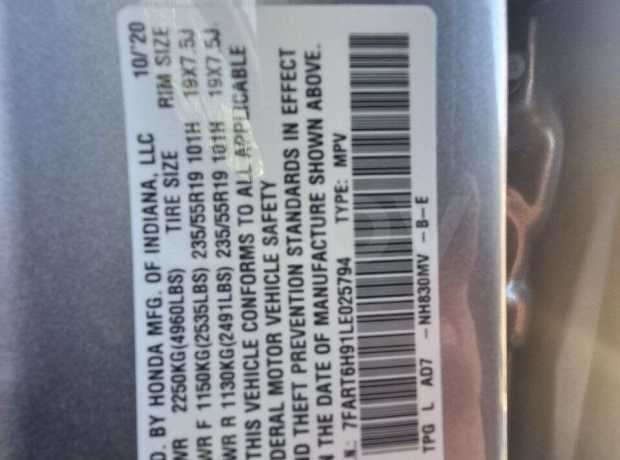 D. BY HONDA MFG. OF INDIANA, LLC 10/'20
WR 2250KG(4960LBS) TIRE SIZE RIM SIZE
WR F 1150KG(2535LBS) 235/55R19 101H 19X7.5J
WR R 1130KG(2491LBS) 235/55R19 101H 19X7.5J
THIS VEHICLE CONFORMS TO ALL APPLICABLE
EDERAL MOTOR VEHICLE SAFETY
ND THEFT PREVENTION STANDARDS IN EFFECT
N THE DATE OF MANUFACTURE SHOWN ABOVE.
.N.: 7FART6H91LE025794 TYPE: MPV
TPG L AD7 -NH830MV -B-E